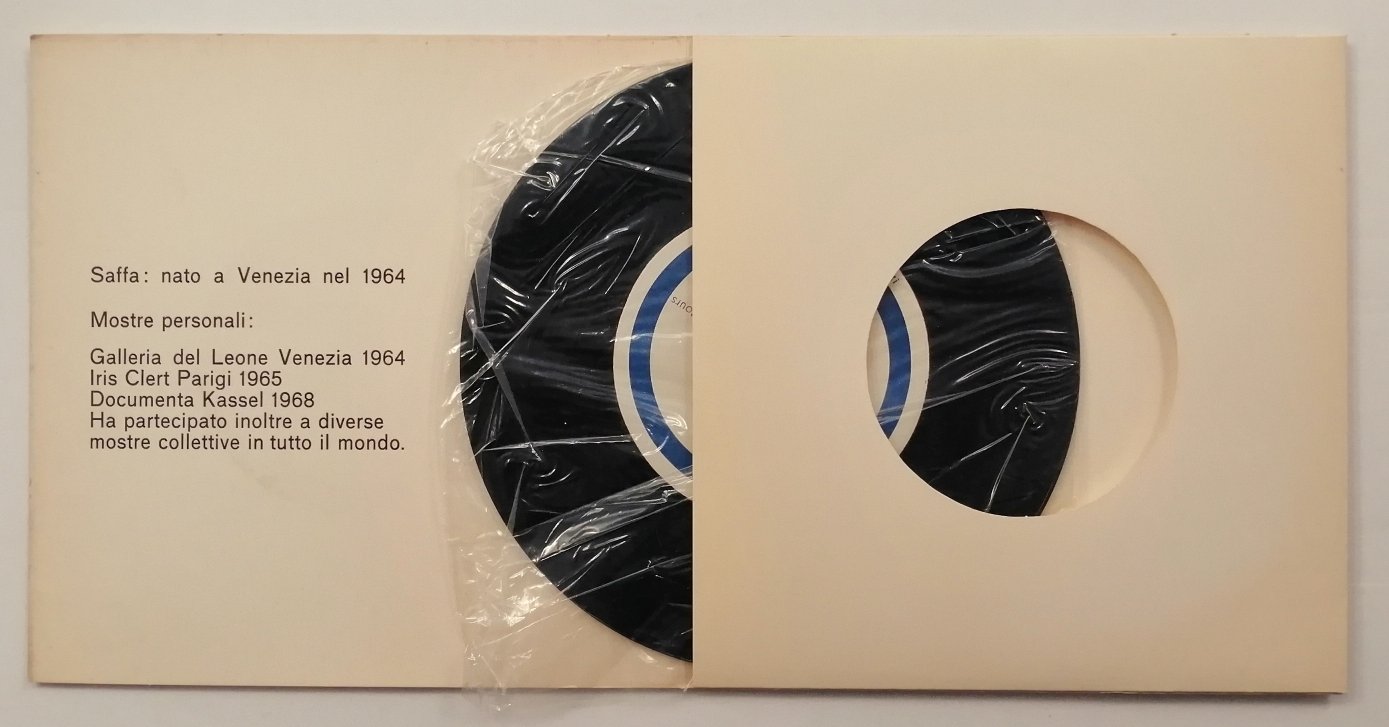 Saffa: nato a Venezia nel 1964
Mostre personali:
Galleria del Leone Venezia 1964
Iris Clert Parigi 1965
Documenta Kassel 1968
Ha partecipato inoltre a diverse
mostre collettive in tutto il mondo.